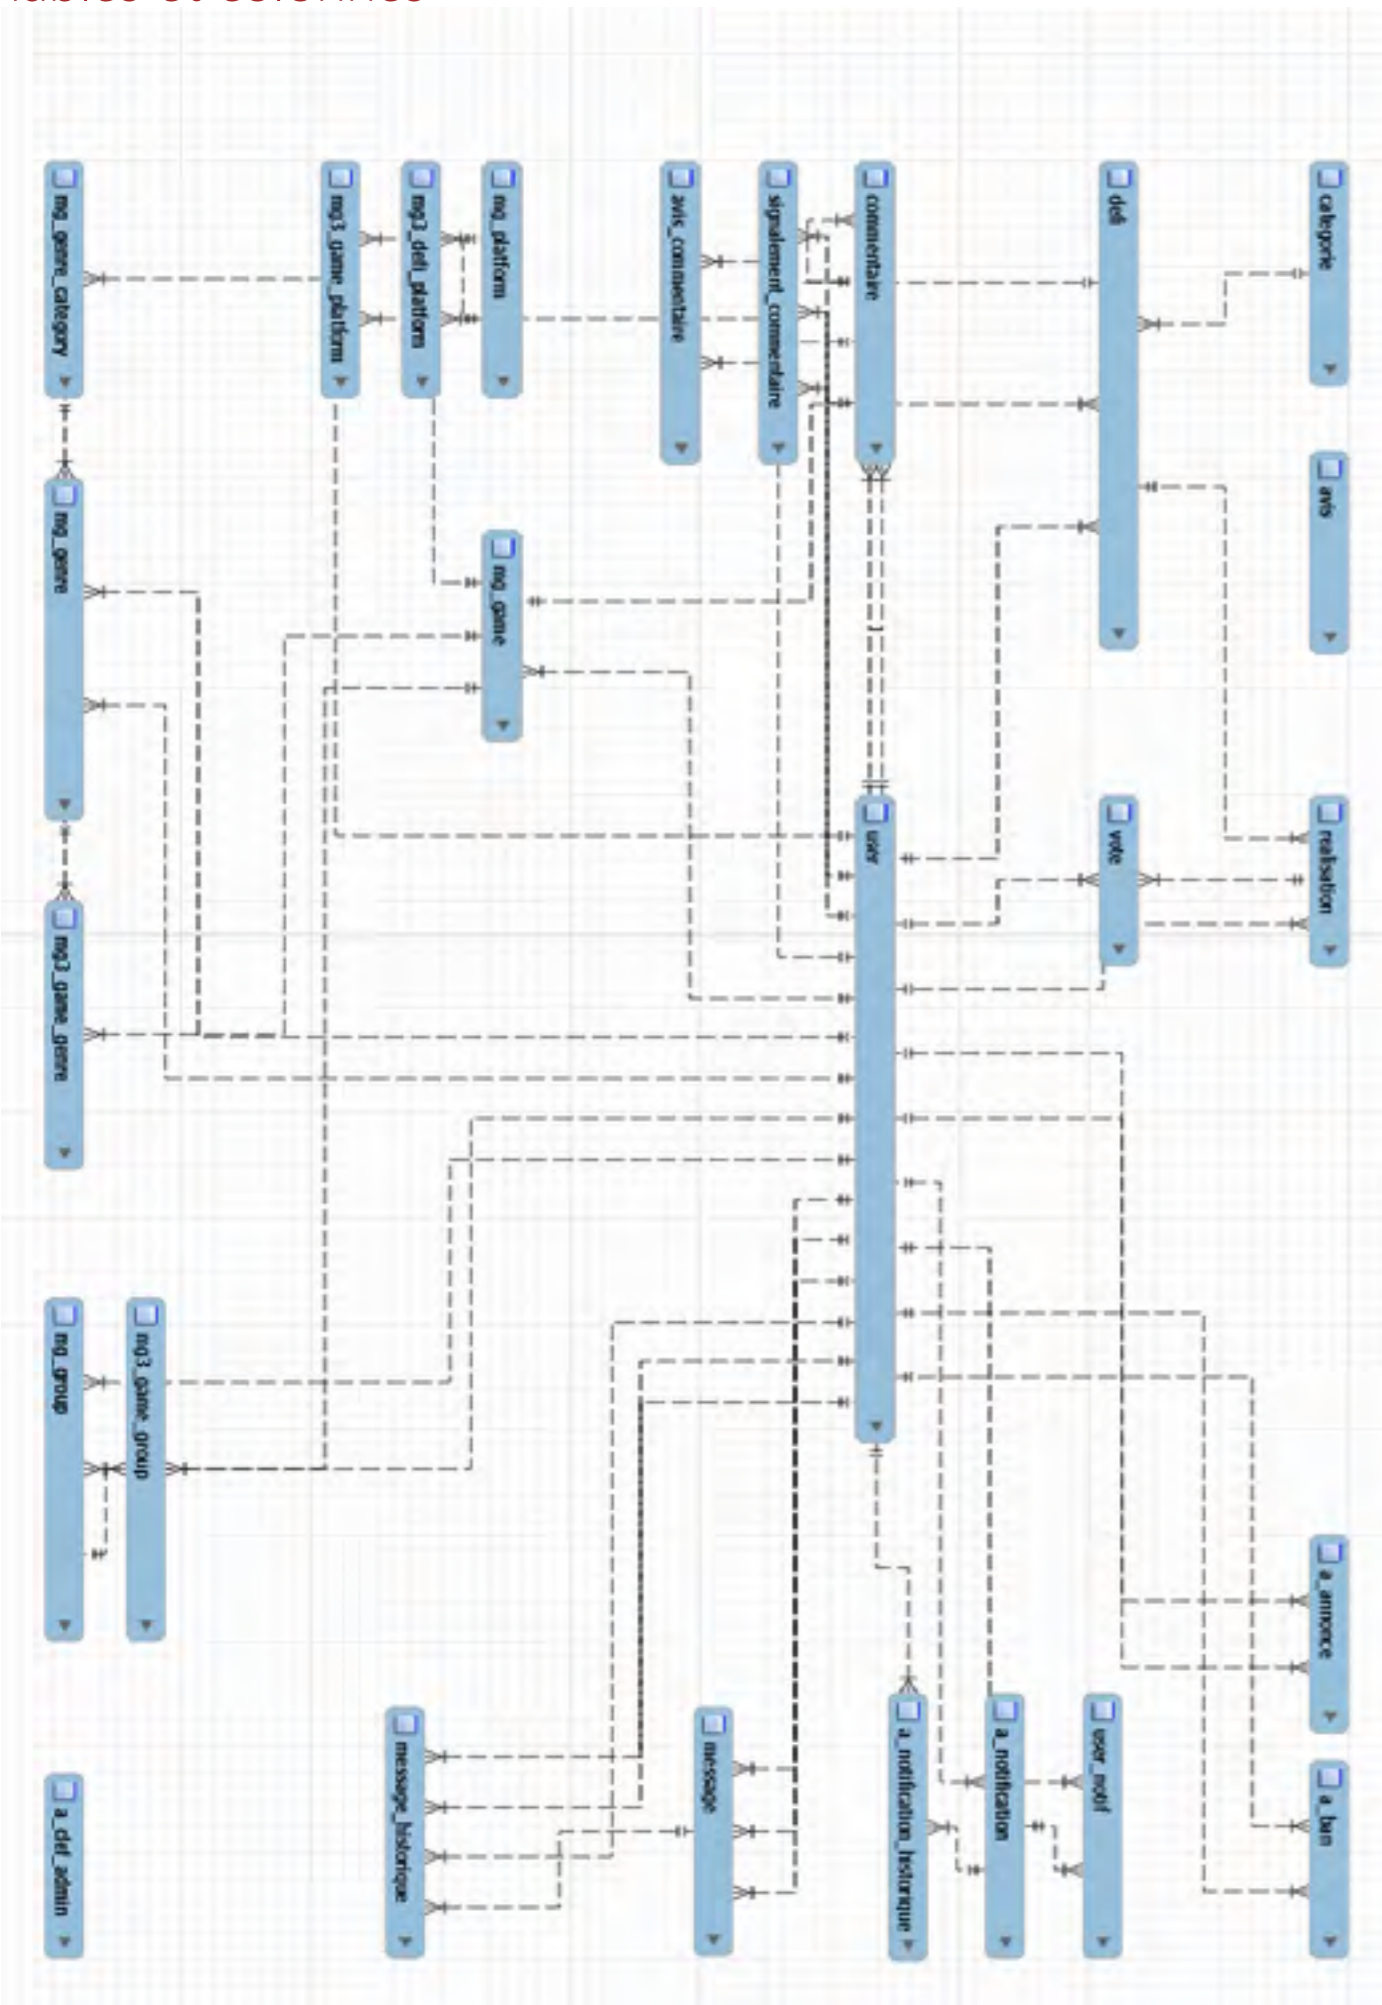 categorie
avis
realisation
a_annonce
a_ban
defi
vote
user_notif
a_notification
a_notification_historique
commentaire
user
signalement_commentaire
avis_commentaire
message
mg_platform
mg_game
mg3_defi_platform
message_historique
mg3_game_platform
mg3_game_group
mg_genre_category
mg_genre
mg3_game_genre
mg_group
a_def_admin